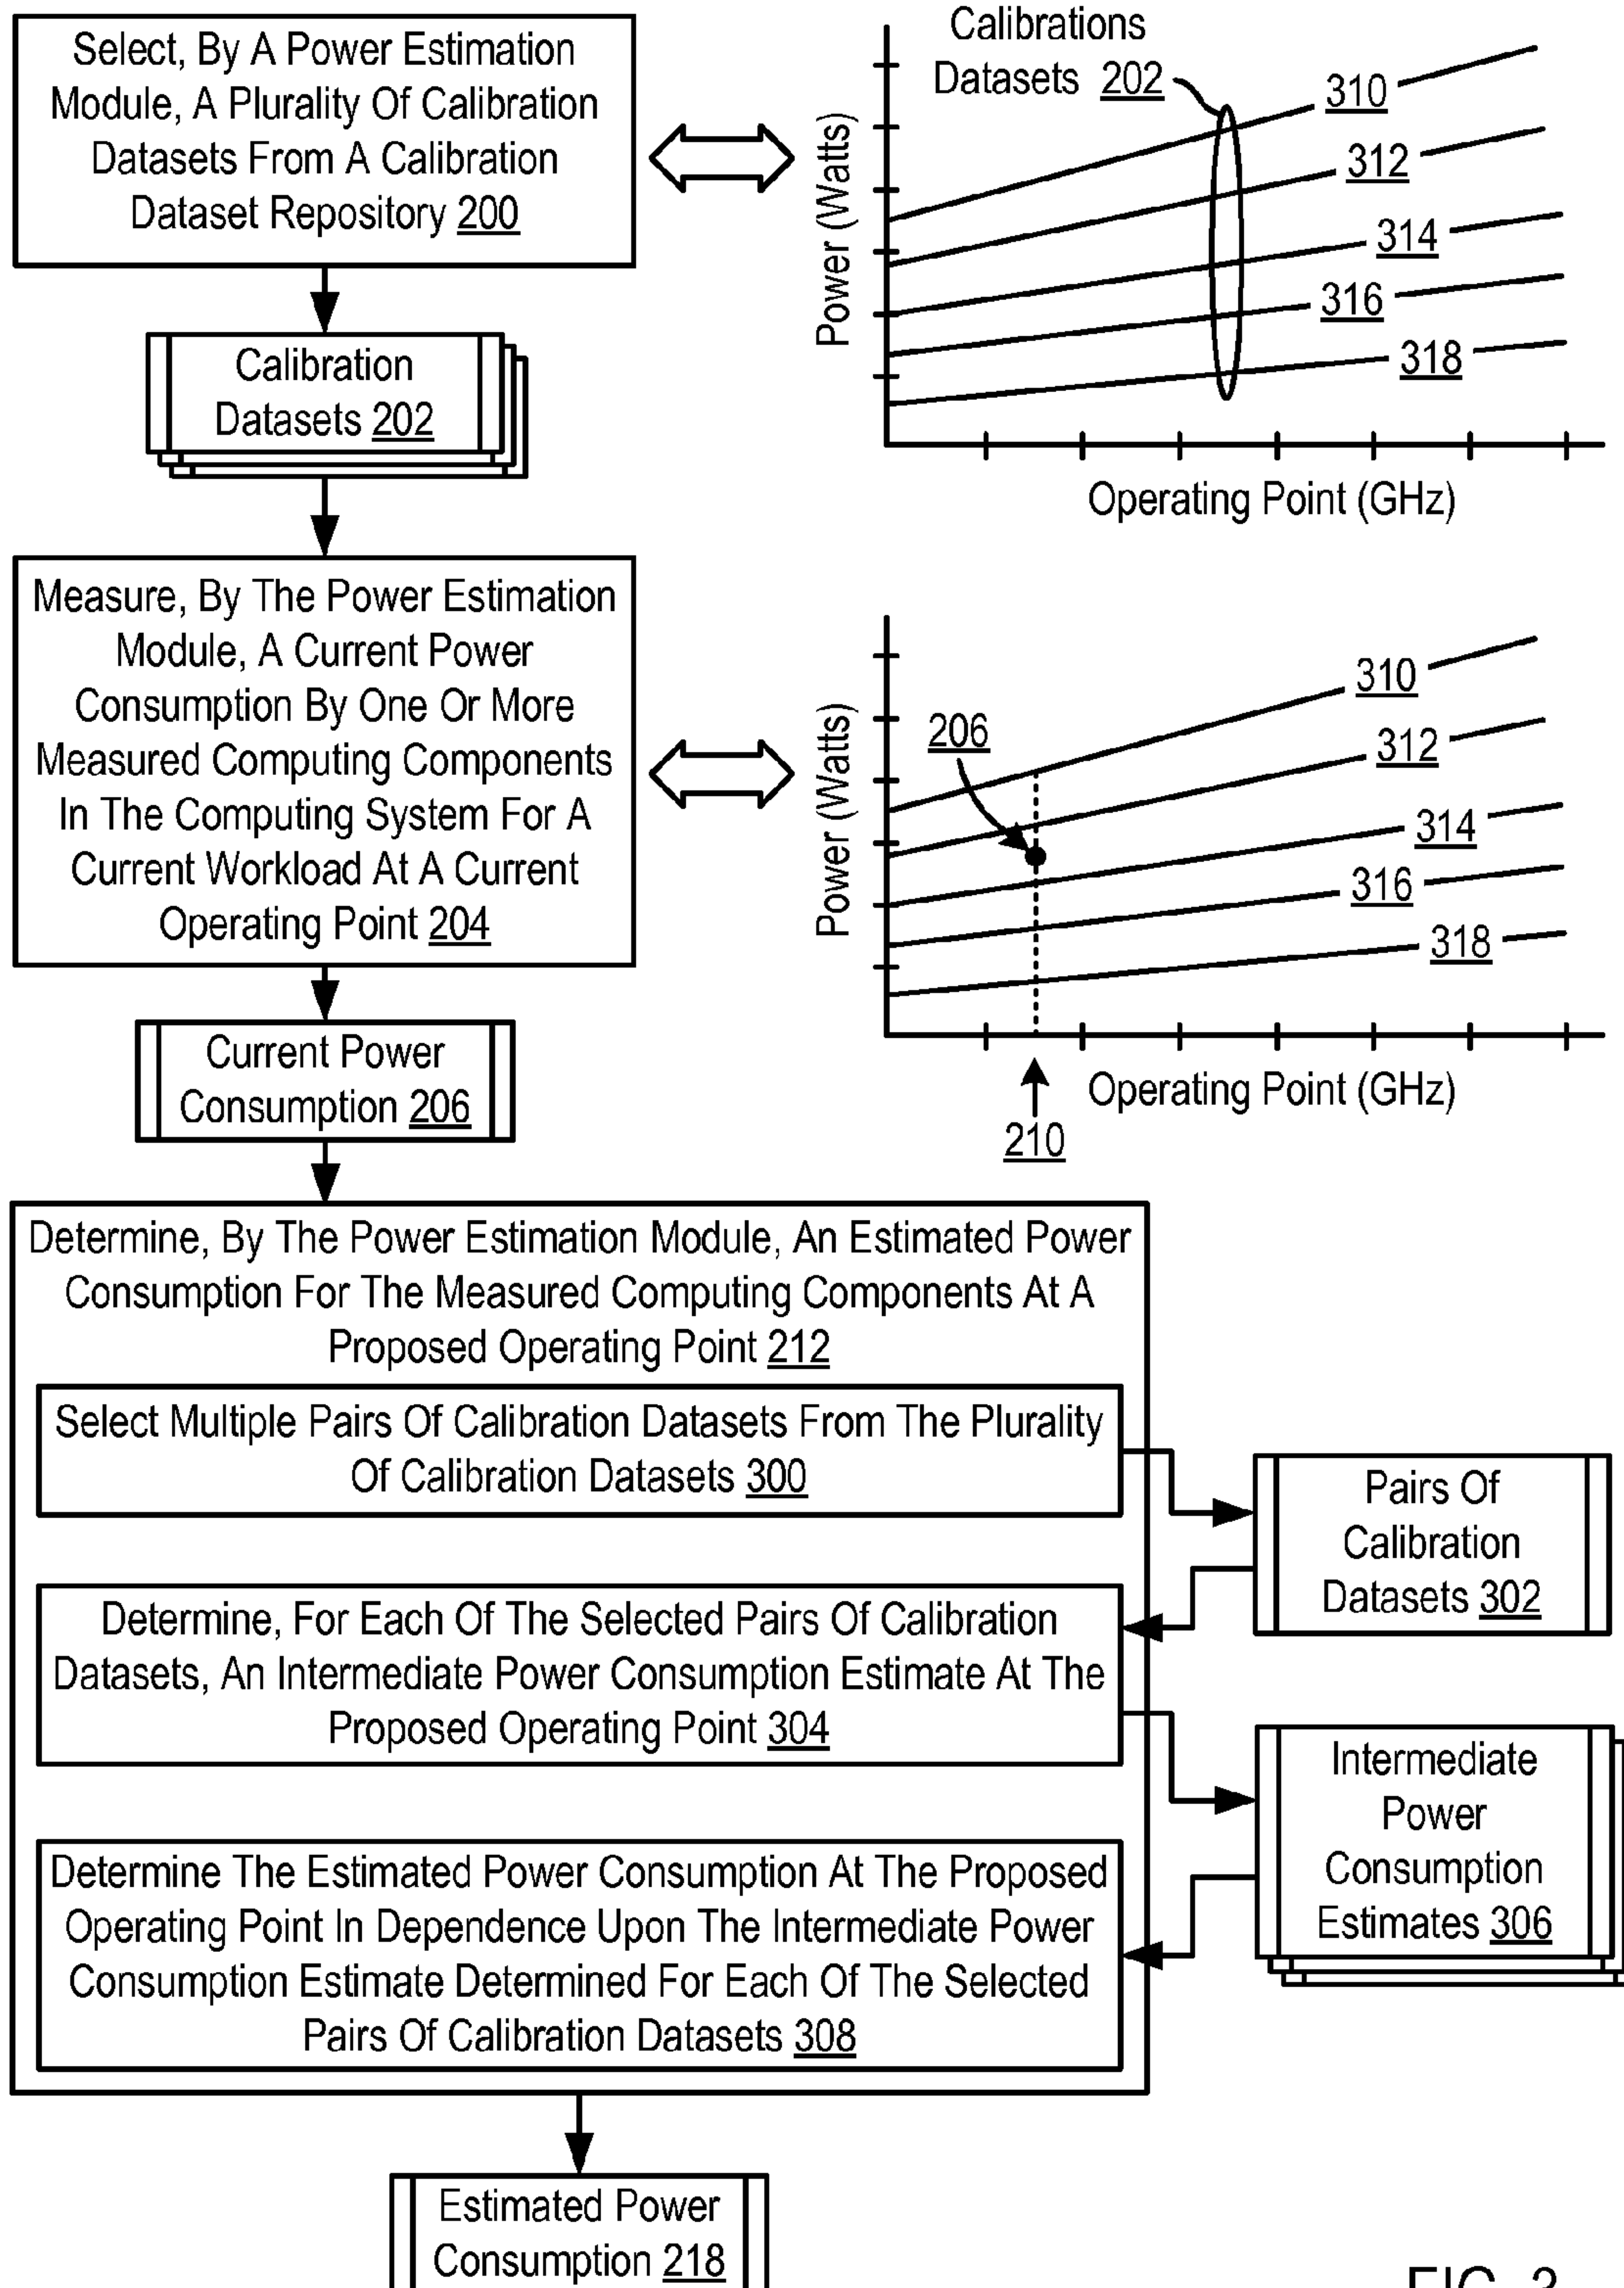 Select, By A Power Estimation
Module, A Plurality Of Calibration
Datasets From A Calibration
Dataset Repository 200
Calibrations
Datasets 202
310
312
314
316
318
Power (Watts)
Operating Point (GHz)
Calibration
Datasets 202
Measure, By The Power Estimation
Module, A Current Power
Consumption By One Or More
Measured Computing Components
In The Computing System For A
Current Workload At A Current
Operating Point 204
206
310
312
314
316
318
Power (Watts)
Operating Point (GHz)
210
Current Power
Consumption 206
Determine, By The Power Estimation Module, An Estimated Power
Consumption For The Measured Computing Components At A
Proposed Operating Point 212
Select Multiple Pairs Of Calibration Datasets From The Plurality
Of Calibration Datasets 300
Pairs Of
Calibration
Datasets 302
Determine, For Each Of The Selected Pairs Of Calibration
Datasets, An Intermediate Power Consumption Estimate At The
Proposed Operating Point 304
Intermediate
Power
Consumption
Estimates 306
Determine The Estimated Power Consumption At The Proposed
Operating Point In Dependence Upon The Intermediate Power
Consumption Estimate Determined For Each Of The Selected
Pairs Of Calibration Datasets 308
Estimated Power
Consumption 218
FIG.